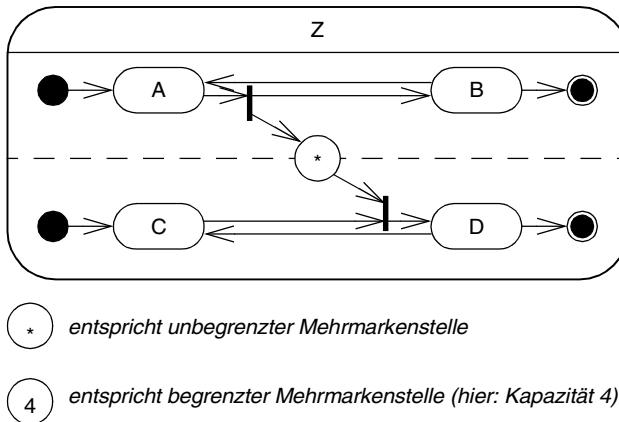 Z
A
B
*
C
D
* entspricht unbegrenzter Mehrmarkenstelle
4 entspricht begrenzter Mehrmarkenstelle (hier: Kapazität 4)